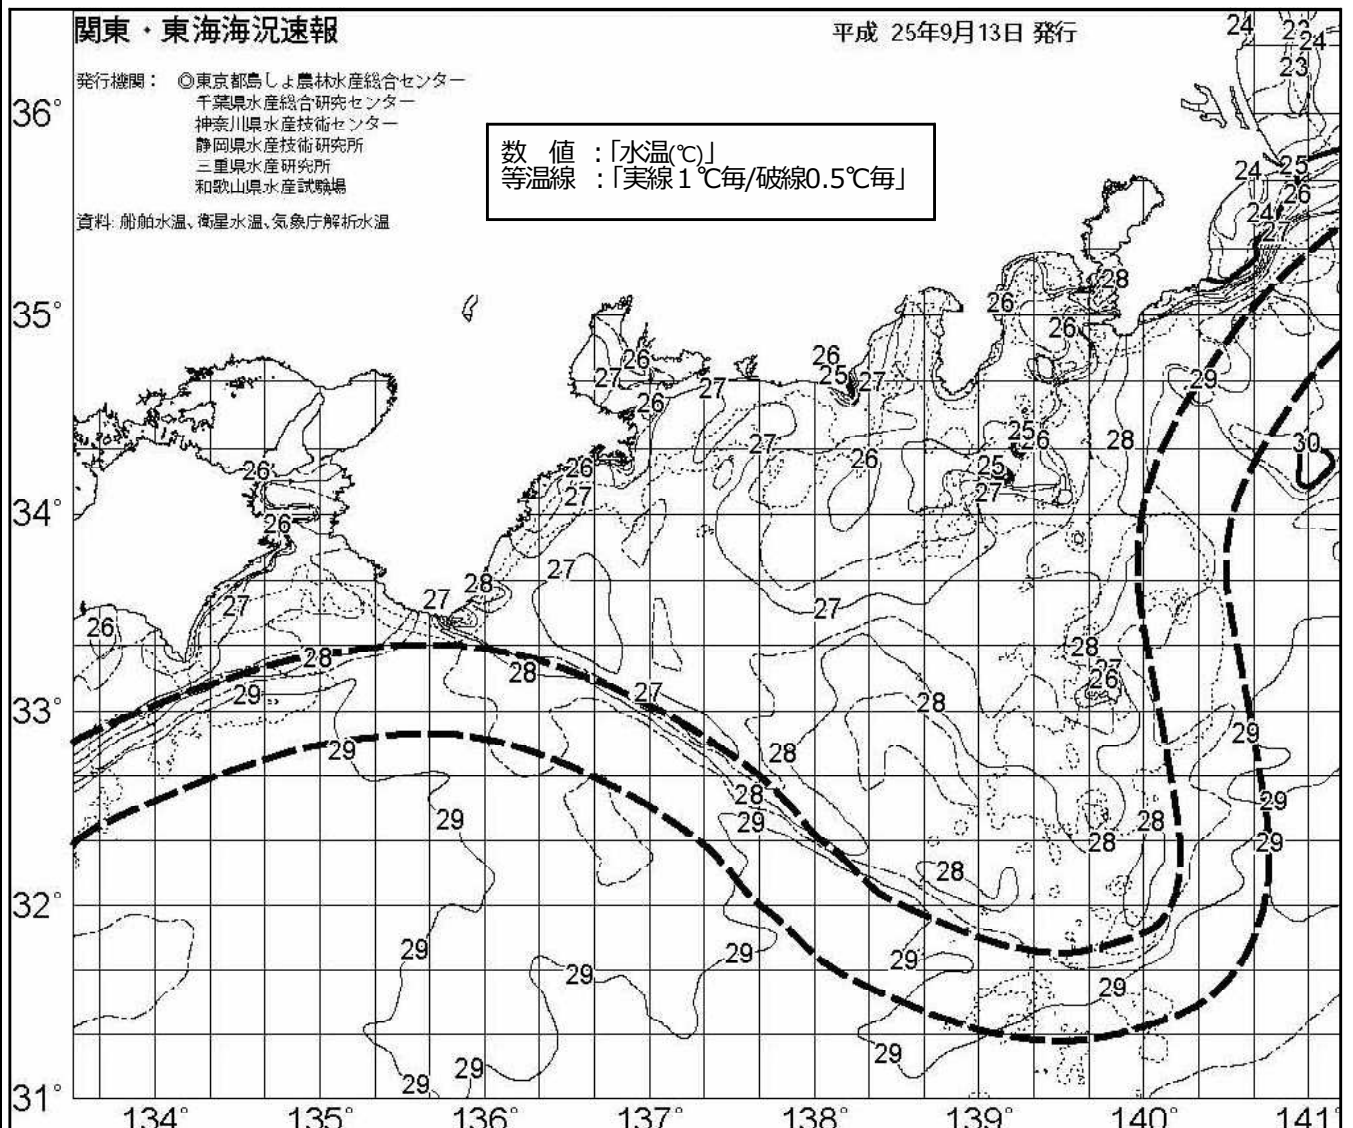 関東・東海海況速報
平成 25年9月13日 発行
発行機関： ◎東京都島しょ農林水産総合センター
千葉県水産総合研究センター
神奈川県水産技術センター
静岡県水産技術研究所
三重県水産研究所
和歌山県水産試験場
資料: 船舶水温、衛星水温、気象庁解析水温
数 値 ：「水温(℃)」
等温線 ：「実線１℃毎/破線0.5℃毎」
24 23 24
23
36°
24 25
26
24
27
28
35°
26
26
26 26
27 25 27 29
27
26
25
28
27 26 30
26 26 25
27 27
34°
26
27 28
27 27
26 27
28
28 28 27
29 27 26
33° 28
29 28 29
28 29
29 29 28
28 29
28
32°
29 29
29 29
29
29
29
31° 29
134° 135° 136° 137° 138° 139° 140° 141°